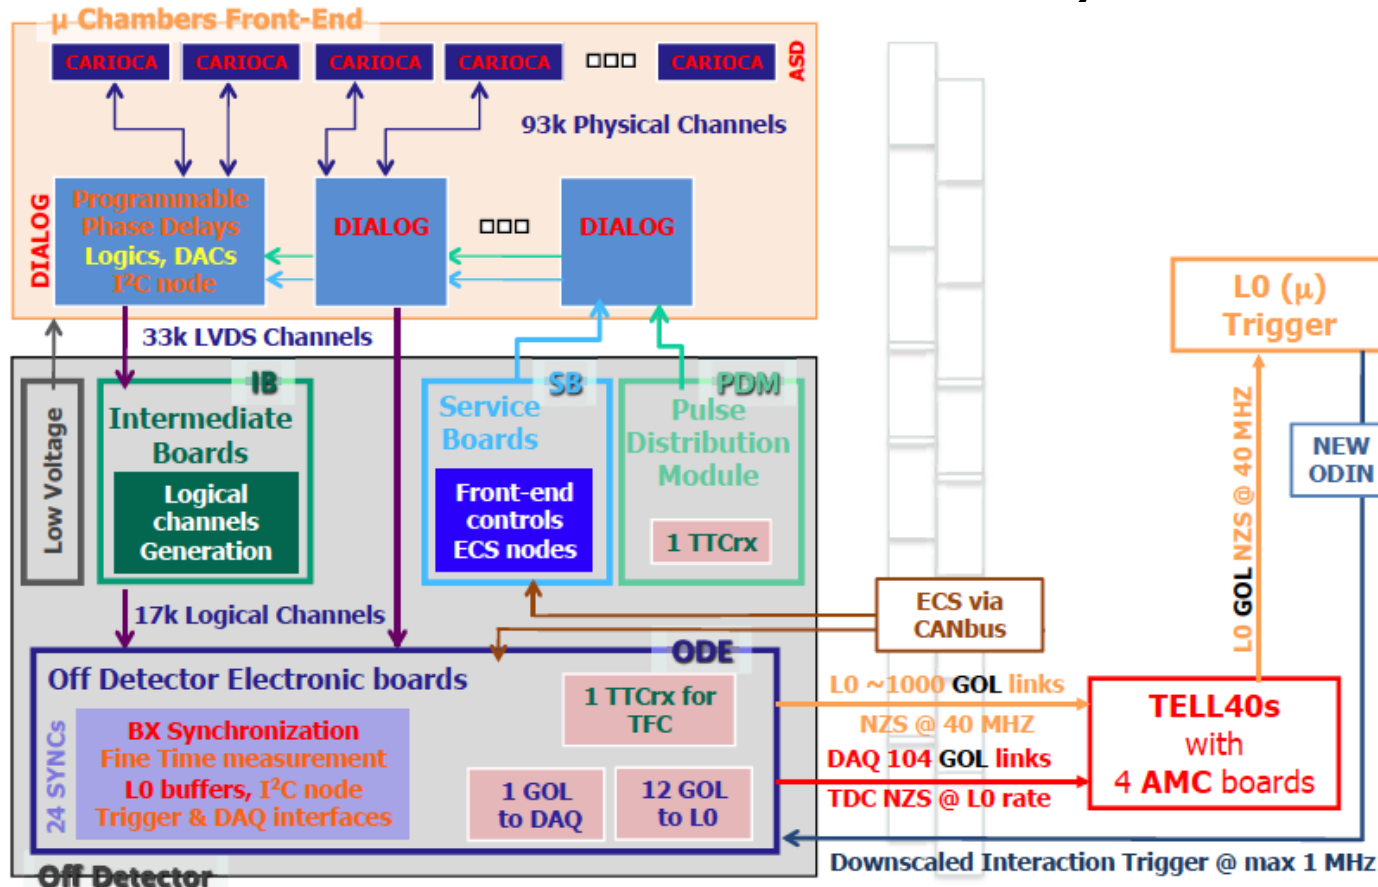 μ Chambers Front-End
CARIOCA
CARIOCA
CARIOCA
CARIOCA
□□□
CARIOCA
ASD
93k Physical Channels
DIALOG
Programmable
Phase Delays
Logics, DACs
I²C node
DIALOG
□□□
DIALOG
33k LVDS Channels
Low Voltage
IB
Intermediate
Boards
Logical
channels
Generation
SB
Service
Boards
Front-end
controls
ECS nodes
PDM
Pulse
Distribution
Module
1 TTCrx
17k Logical Channels
ECS via
CANbus
ODE
Off Detector Electronic boards
24 SYNCs
BX Synchronization
Fine Time measurement
L0 buffers, I²C node
Trigger & DAQ interfaces
1 TTCrx for
TFC
1 GOL
to DAQ
12 GOL
to L0
Off Detector
L0 ~1000 GOL links
NZS @ 40 MHZ
DAQ 104 GOL links
TDC NZS @ L0 rate
TELL40s
with
4 AMC boards
L0 GOL NZS @ 40 MHZ
L0 (μ)
Trigger
NEW
ODIN
Downscaled Interaction Trigger @ max 1 MHz